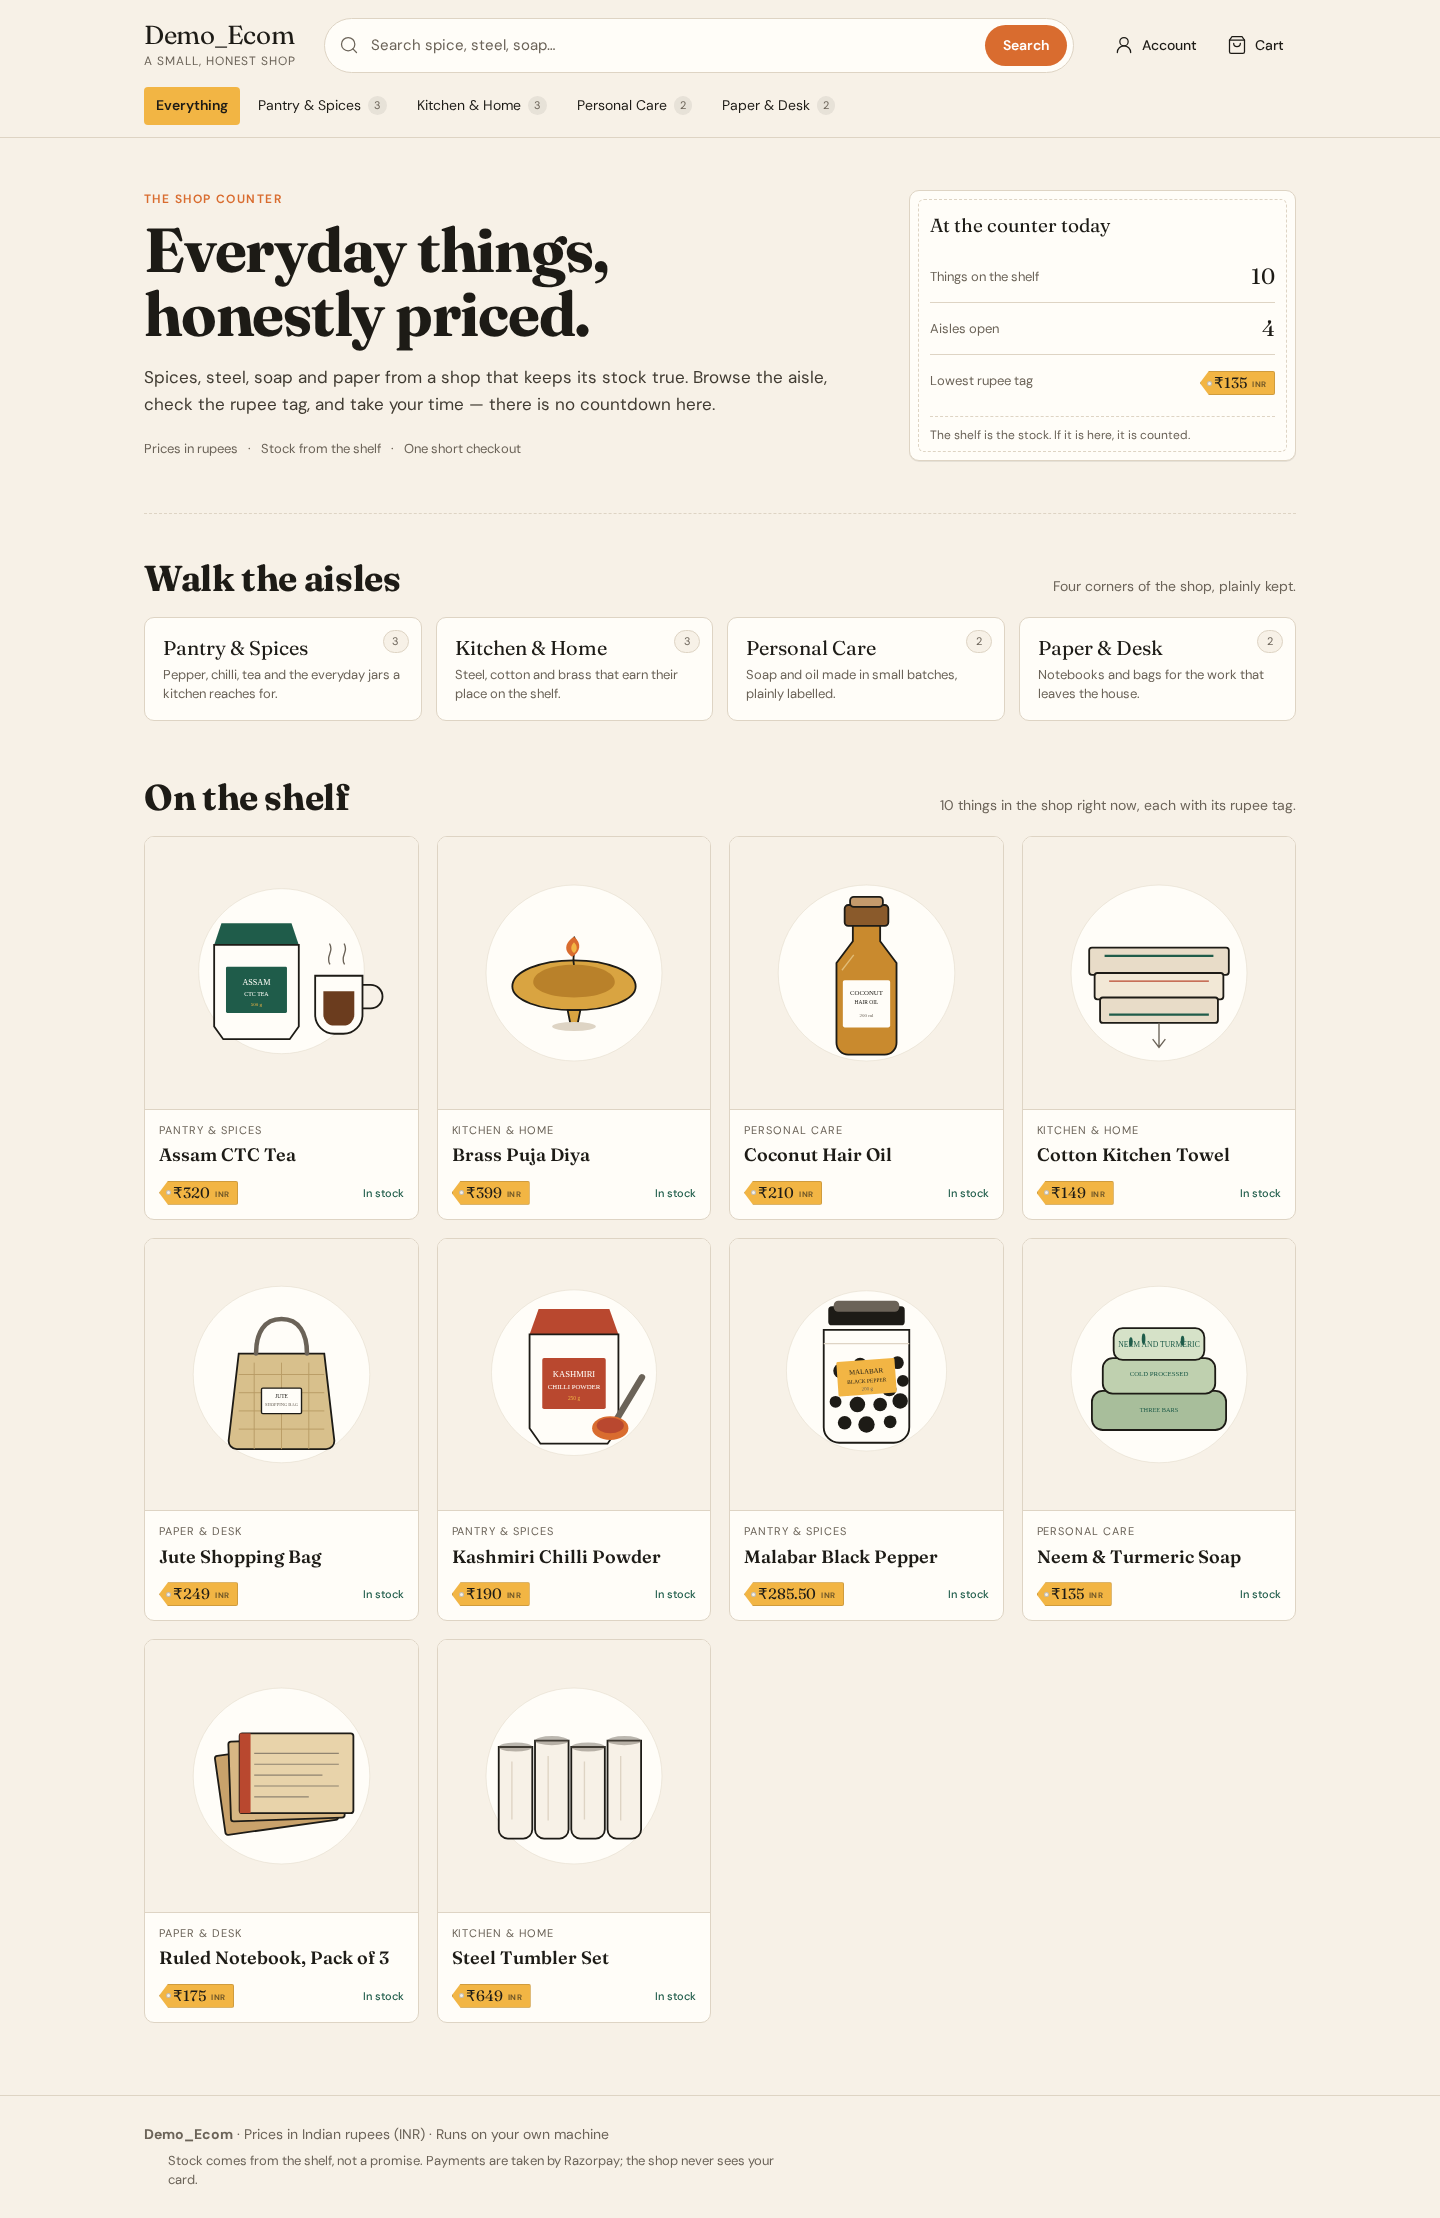 Demo_Ecom
A SMALL, HONEST SHOP
Search spice, steel, soap...
Search
Account
Cart
Everything
Pantry & Spices 3
Kitchen & Home 3
Personal Care 2
Paper & Desk 2
THE SHOP COUNTER
Everyday things,
honestly priced.
Spices, steel, soap and paper from a shop that keeps its stock true. Browse the aisle,
check the rupee tag, and take your time — there is no countdown here.
Prices in rupees · Stock from the shelf · One short checkout
At the counter today
Things on the shelf 10
Aisles open 4
Lowest rupee tag ₹135 INR
The shelf is the stock. If it is here, it is counted.
Walk the aisles
Four corners of the shop, plainly kept.
Pantry & Spices 3
Pepper, chilli, tea and the everyday jars a
kitchen reaches for.
Kitchen & Home 3
Steel, cotton and brass that earn their
place on the shelf.
Personal Care 2
Soap and oil made in small batches,
plainly labelled.
Paper & Desk 2
Notebooks and bags for the work that
leaves the house.
On the shelf
10 things in the shop right now, each with its rupee tag.
ASSAM
CTC TEA
PANTRY & SPICES
Assam CTC Tea
₹320 INR In stock
KITCHEN & HOME
Brass Puja Diya
₹399 INR In stock
COCONUT
HAIR OIL
PERSONAL CARE
Coconut Hair Oil
₹210 INR In stock
KITCHEN & HOME
Cotton Kitchen Towel
₹149 INR In stock
JUTE
SHOPPING BAG
PAPER & DESK
Jute Shopping Bag
₹249 INR In stock
KASHMIRI
CHILLI POWDER
250 g
PANTRY & SPICES
Kashmiri Chilli Powder
₹190 INR In stock
MALABAR
BLACK PEPPER
PANTRY & SPICES
Malabar Black Pepper
₹285.50 INR In stock
NEEM AND TURMERIC
COLD PROCESSED
THREE BARS
PERSONAL CARE
Neem & Turmeric Soap
₹135 INR In stock
PAPER & DESK
Ruled Notebook, Pack of 3
₹175 INR In stock
KITCHEN & HOME
Steel Tumbler Set
₹649 INR In stock
Demo_Ecom · Prices in Indian rupees (INR) · Runs on your own machine
Stock comes from the shelf, not a promise. Payments are taken by Razorpay; the shop never sees your
card.